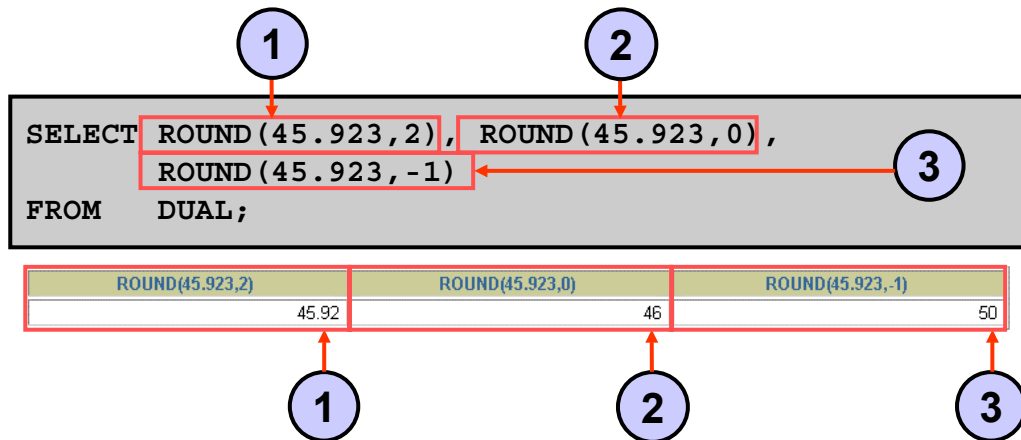 1 2
SELECT ROUND(45.923,2), ROUND(45.923,0),
ROUND(45.923,-1)
3
FROM DUAL;
ROUND(45.923,2) ROUND(45.923,0) ROUND(45.923,-1)
45.92 46 50
1 2 3